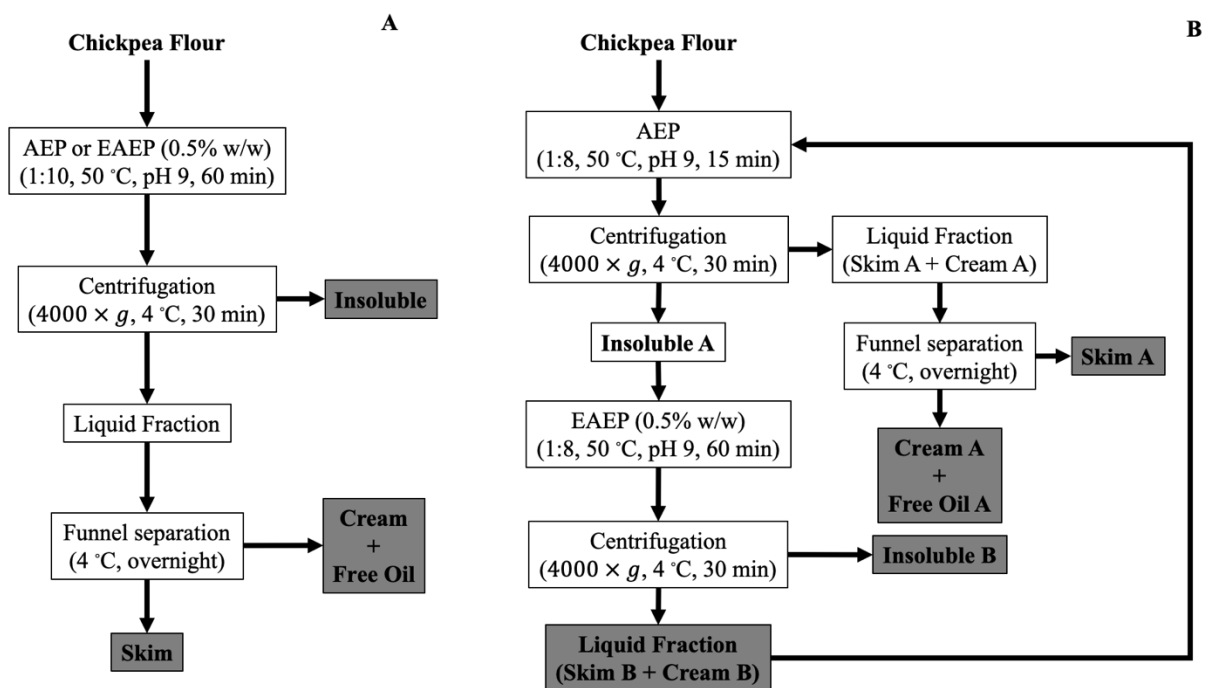 A
Chickpea Flour
AEP or EAEP (0.5% w/w)
(1:10, 50 °C, pH 9, 60 min)
Centrifugation
(4000 × g, 4 °C, 30 min)
Insoluble
Liquid Fraction
Funnel separation
(4 °C, overnight)
Cream
+
Free Oil
Skim
B
Chickpea Flour
AEP
(1:8, 50 °C, pH 9, 15 min)
Centrifugation
(4000 × g, 4 °C, 30 min)
Liquid Fraction
(Skim A + Cream A)
Insoluble A
Funnel separation
(4 °C, overnight)
Skim A
Cream A
+
Free Oil A
EAEP (0.5% w/w)
(1:8, 50 °C, pH 9, 60 min)
Centrifugation
(4000 × g, 4 °C, 30 min)
Insoluble B
Liquid Fraction
(Skim B + Cream B)